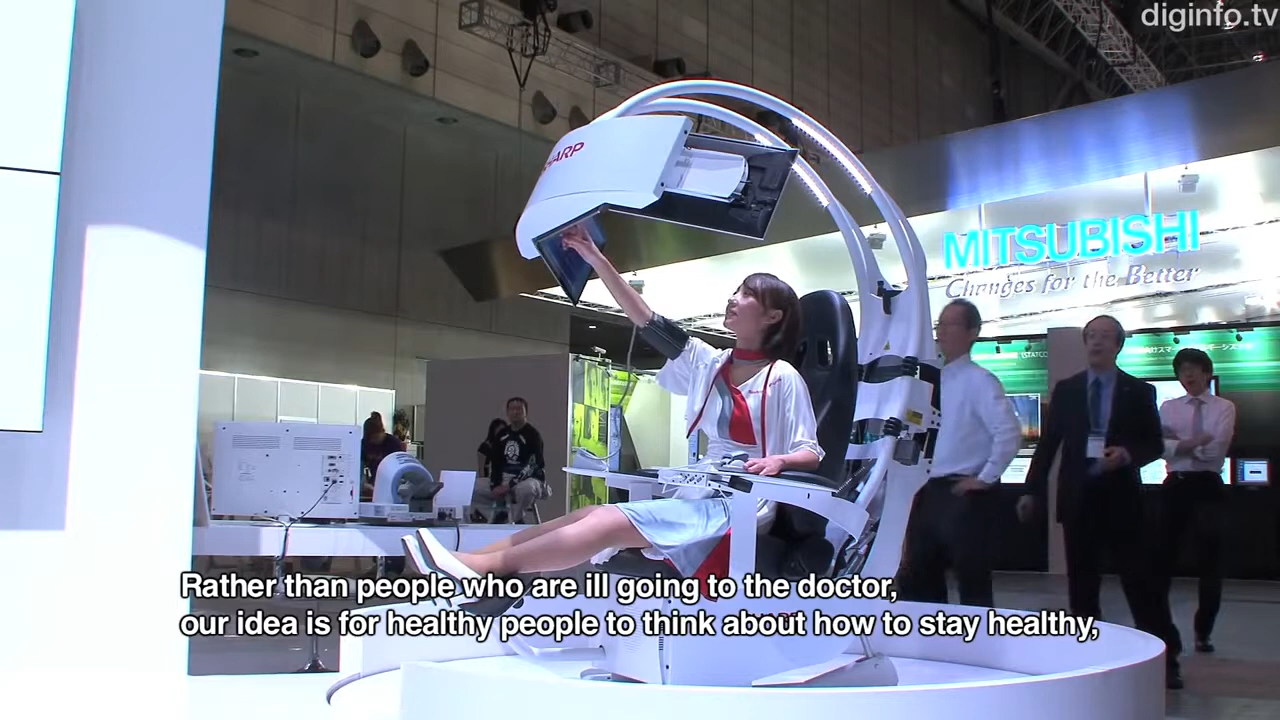 diginfo.tv
SHARP
MITSUBISHI
Changes for the Better
Rather than people who are ill going to the doctor,
our idea is for healthy people to think about how to stay healthy,